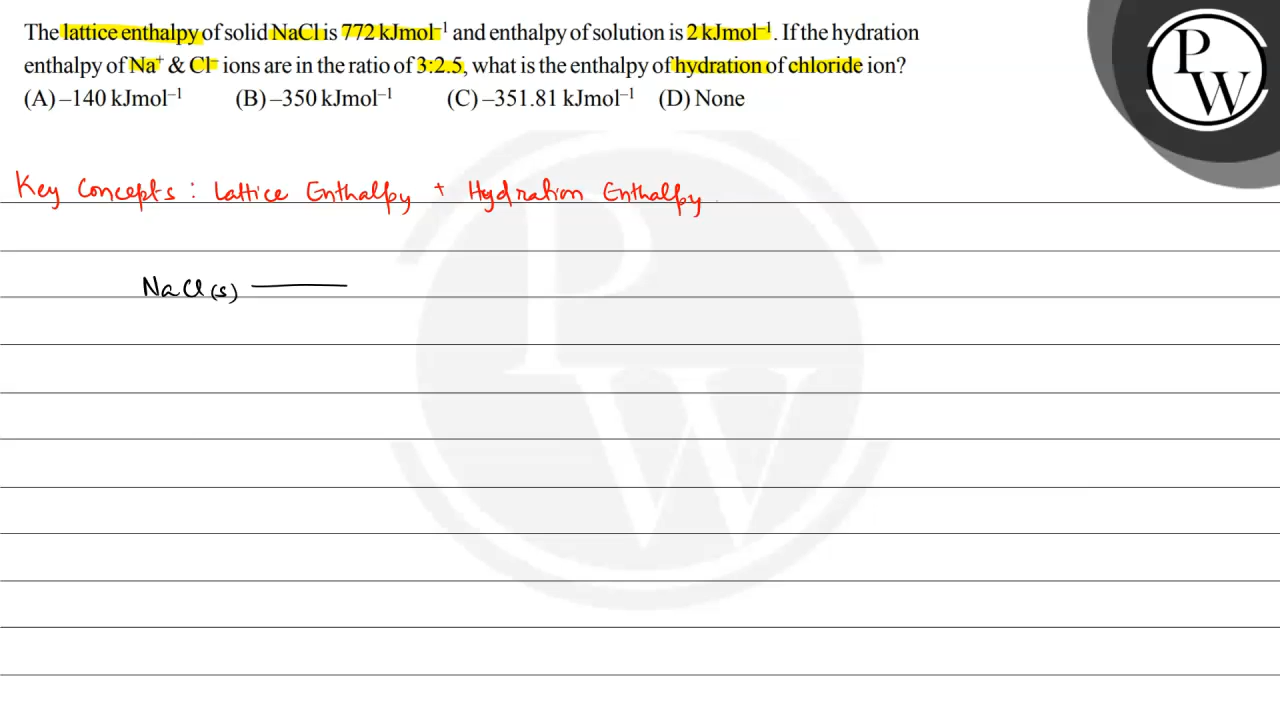 The lattice enthalpy of solid NaCl is 772 kJmol⁻¹ and enthalpy of solution is 2 kJmol⁻¹. If the hydration
enthalpy of Na⁺ & Cl⁻ ions are in the ratio of 3:2.5, what is the enthalpy of hydration of chloride ion?
(A) –140 kJmol⁻¹ (B) –350 kJmol⁻¹ (C) –351.81 kJmol⁻¹ (D) None
Key Concepts : Lattice Enthalpy + Hydration Enthalpy.
NaCl(s)
P
W
P
W